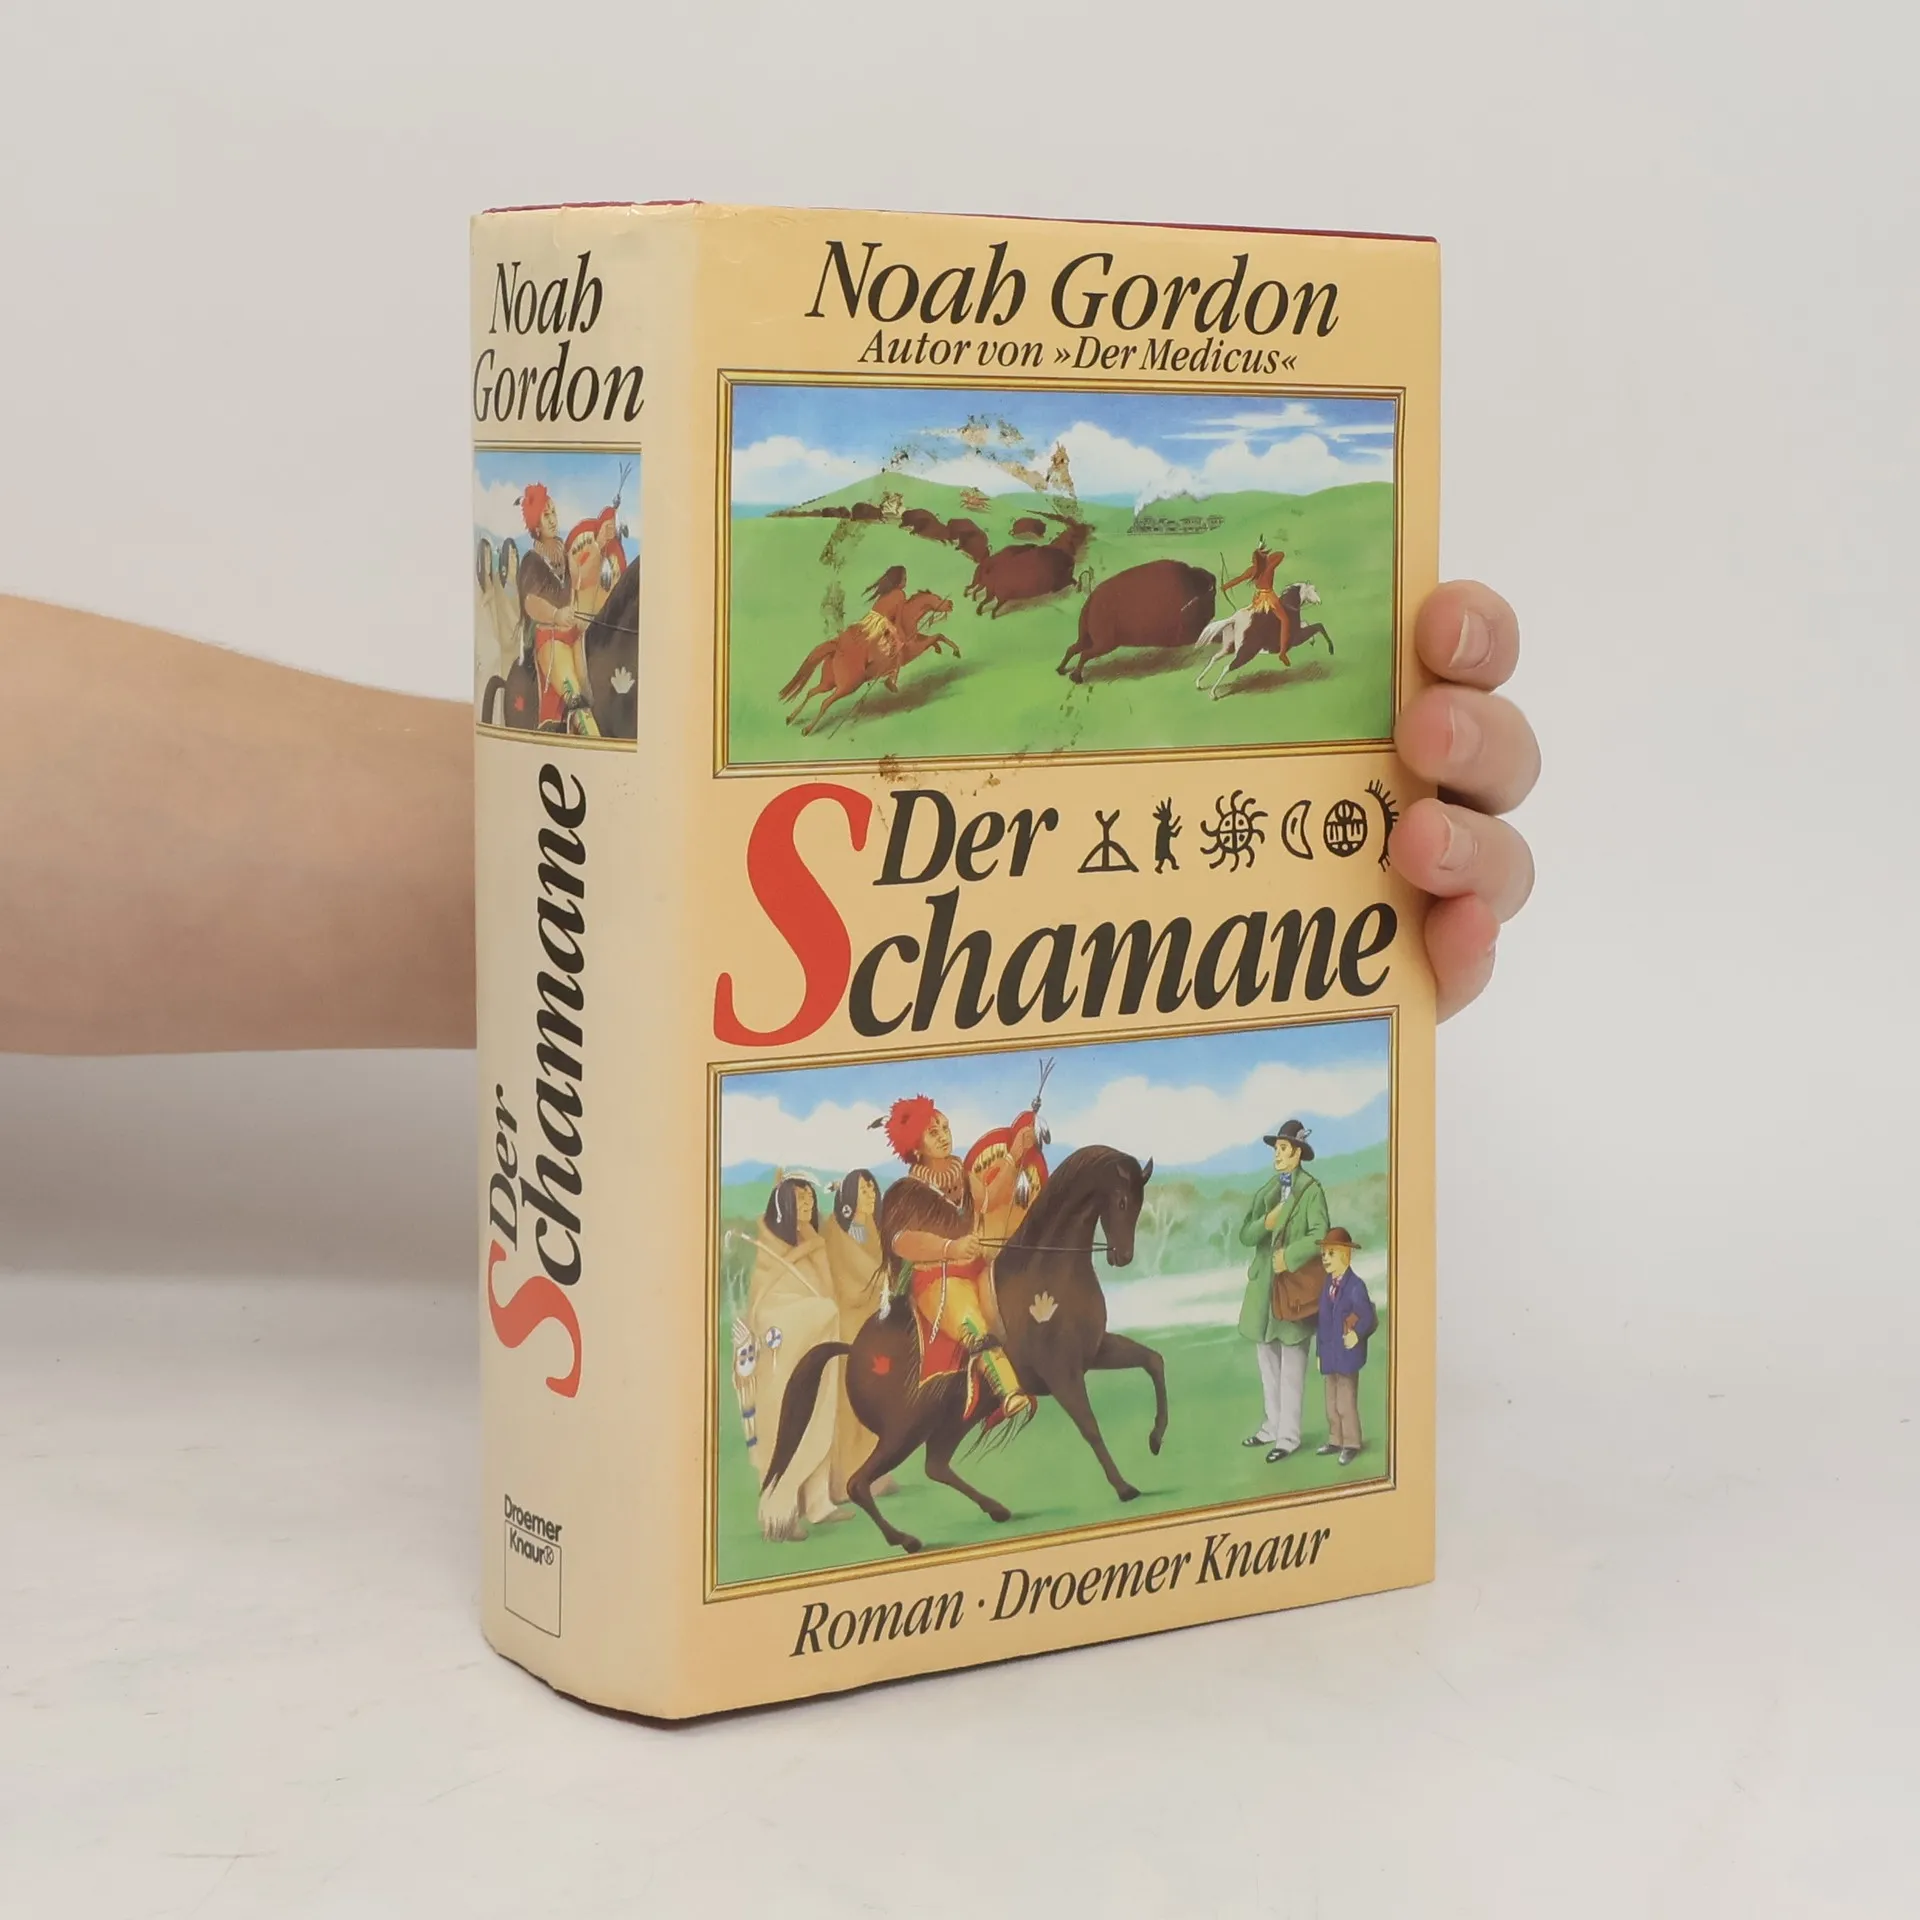 Noah
Gordon
Der
Schamane
Droemer
Knaur®
Noah Gordon
Autor von »Der Medicus«
Der
Schamane
Roman · Droemer Knaur